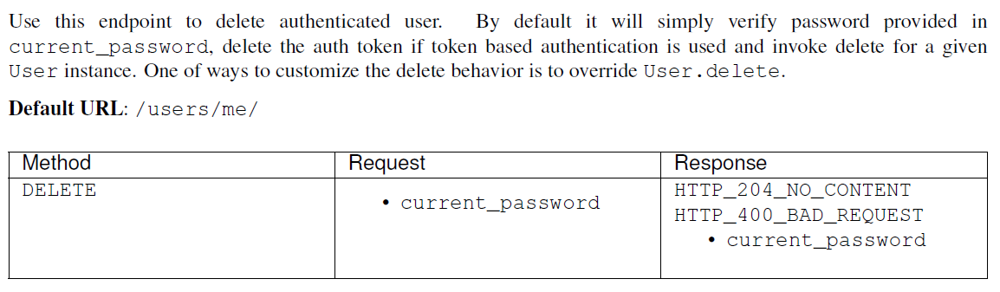 Use this endpoint to delete authenticated user. By default it will simply verify password provided in
current_password, delete the auth token if token based authentication is used and invoke delete for a given
User instance. One of ways to customize the delete behavior is to override User.delete.
Default URL: /users/me/
Method Request Response
DELETE
• current_password
HTTP_204_NO_CONTENT
HTTP_400_BAD_REQUEST
• current_password